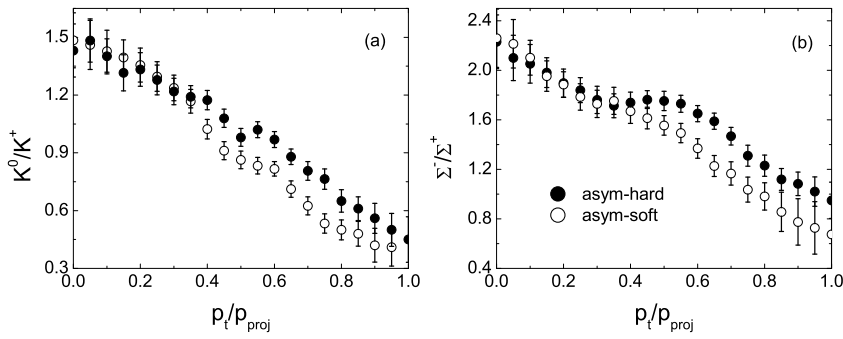 (a)
1.5
1.2
0.9
0.6
0.3
K⁰/K⁺
0.0 0.2 0.4 0.6 0.8 1.0
pₜ/p_proj
(b)
2.4
2.0
1.6
1.2
0.8
0.4
Σ⁻/Σ⁺
asym-hard
asym-soft
0.0 0.2 0.4 0.6 0.8 1.0
pₜ/p_proj